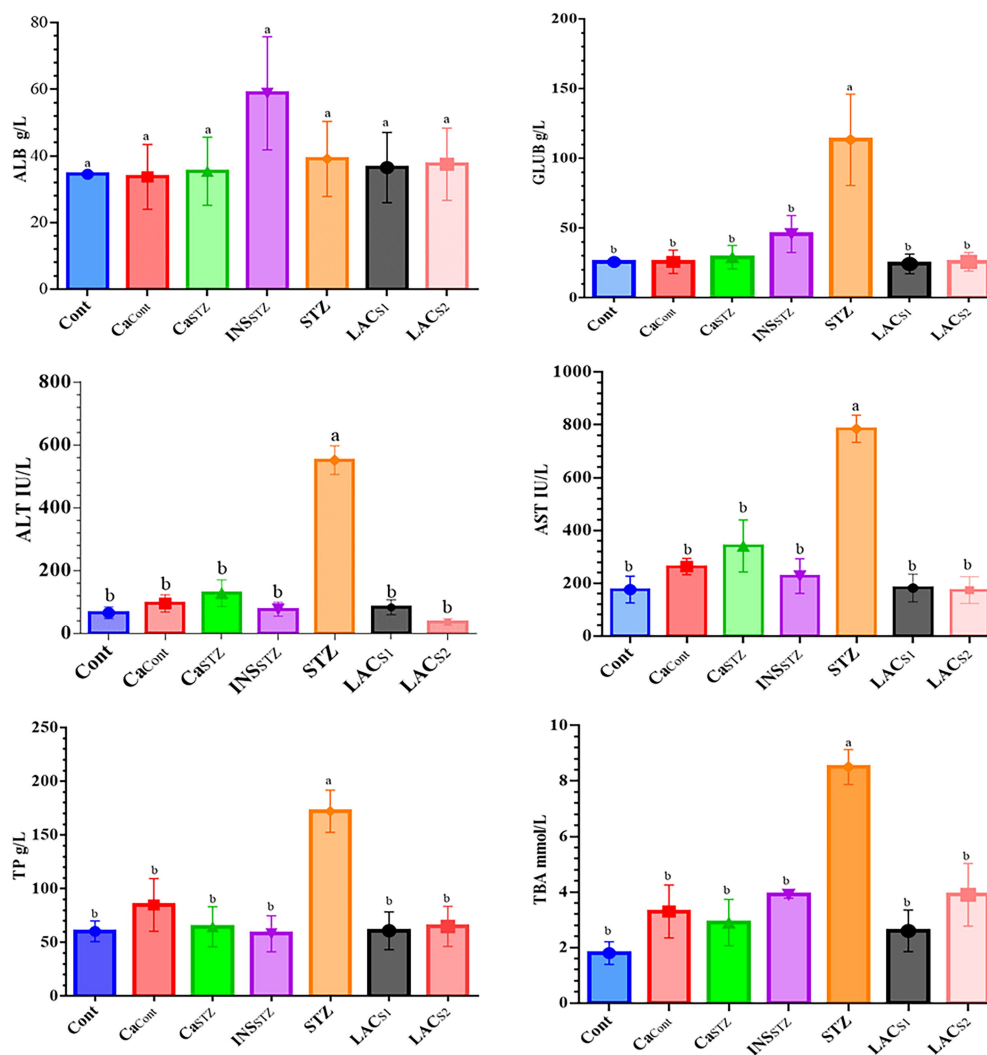 ALB g/L
80
60
40
20
0
a a a a a a a
Cont CaCont CaSTZ INSSTZ STZ LACS1 LACS2
GLUB g/L
200
150
100
50
0
b b b b a b b
Cont CaCont CaSTZ INSSTZ STZ LACS1 LACS2
ALT IU/L
800
600
400
200
0
b b b b a b b
Cont CaCont CaSTZ INSSTZ STZ LACS1 LACS2
AST IU/L
1000
800
600
400
200
0
b b b b a b b
Cont CaCont CaSTZ INSSTZ STZ LACS1 LACS2
TP g/L
250
200
150
100
50
0
b b b b a b b
Cont CaCont CaSTZ INSSTZ STZ LACS1 LACS2
TBA mmol/L
10
8
6
4
2
0
b b b b a b b
Cont CaCont CaSTZ INSSTZ STZ LACS1 LACS2